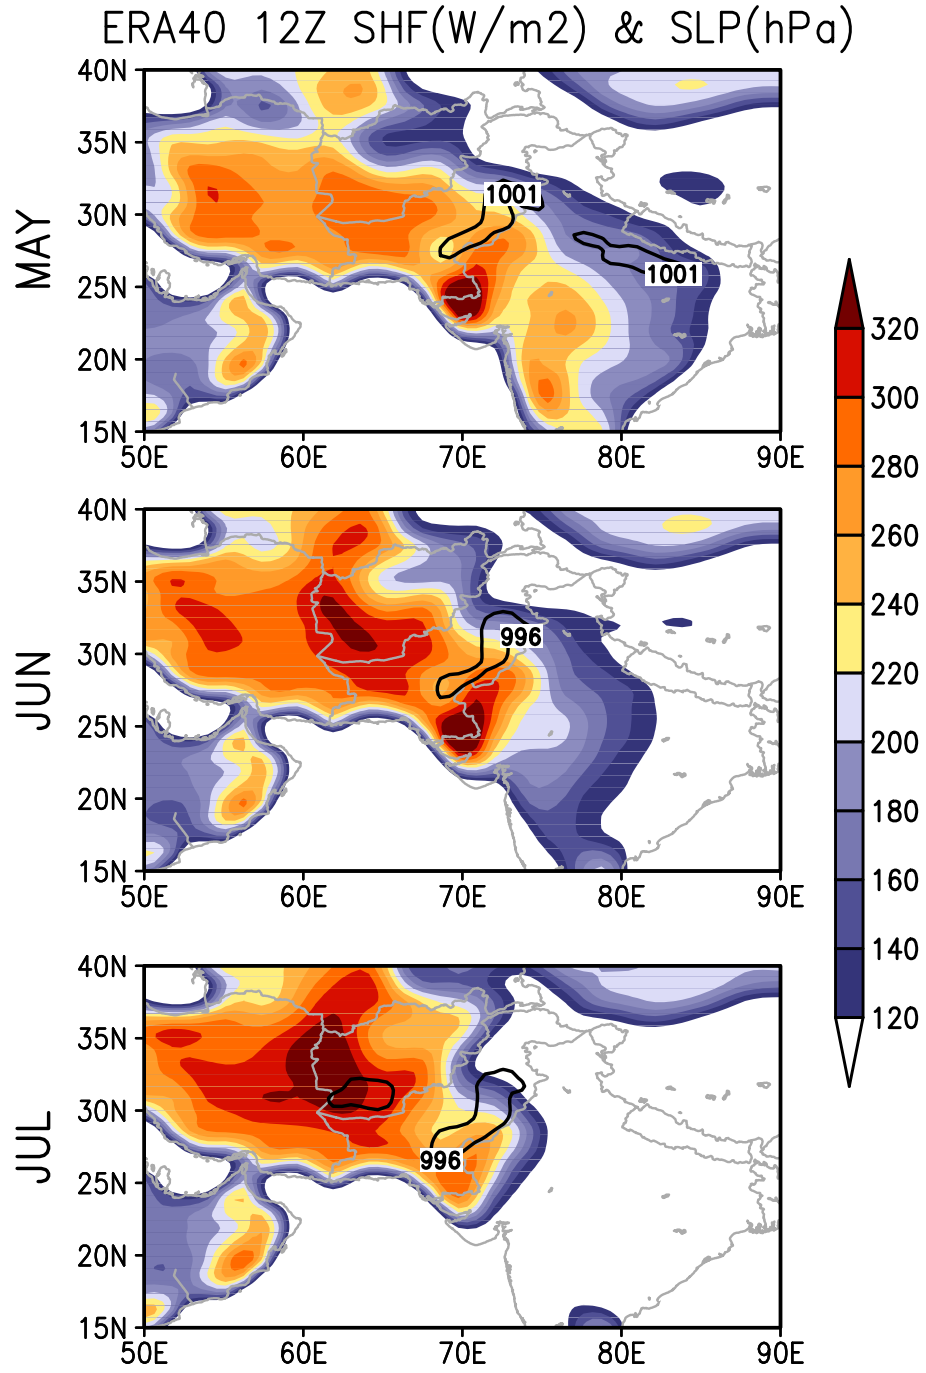 ERA40 12Z SHF(W/m2) & SLP(hPa)
MAY
40N
35N
30N
25N
20N
15N
50E 60E 70E 80E 90E
1001
1001
JUN
40N
35N
30N
25N
20N
15N
50E 60E 70E 80E 90E
996
JUL
40N
35N
30N
25N
20N
15N
50E 60E 70E 80E 90E
996
320
300
280
260
240
220
200
180
160
140
120